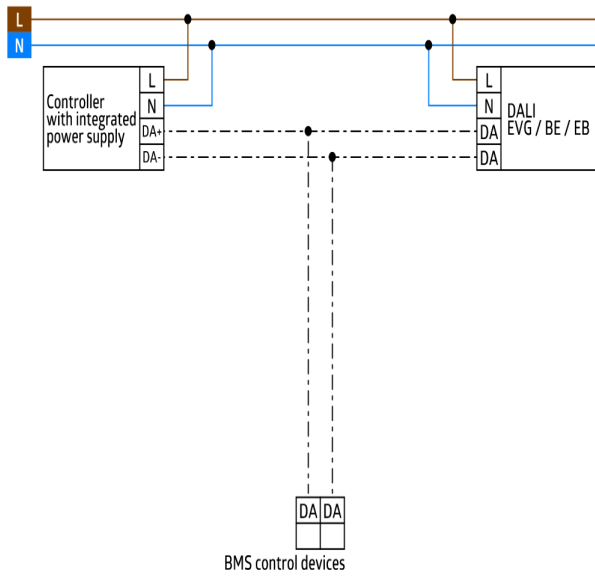 L
N
Controller
with integrated
power supply
L
N
DA+
DA-
L
N
DA
DA
DALI
EVG / BE / EB
DA DA
BMS control devices